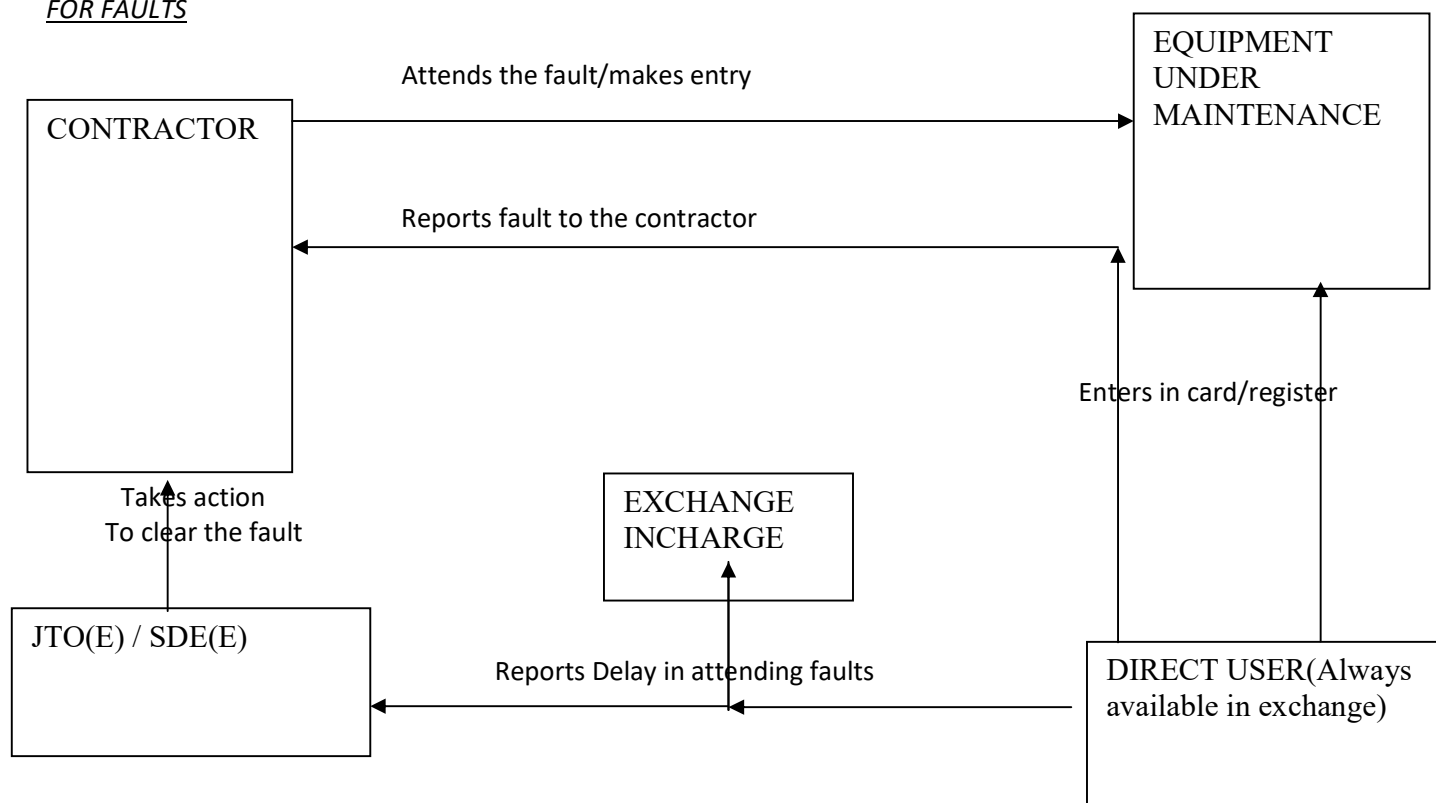 FOR FAULTS
EQUIPMENT
UNDER
MAINTENANCE
Attends the fault/makes entry
CONTRACTOR
Reports fault to the contractor
Enters in card/register
Takes action
To clear the fault
EXCHANGE
INCHARGE
JTO(E) / SDE(E)
Reports Delay in attending faults
DIRECT USER(Always
available in exchange)